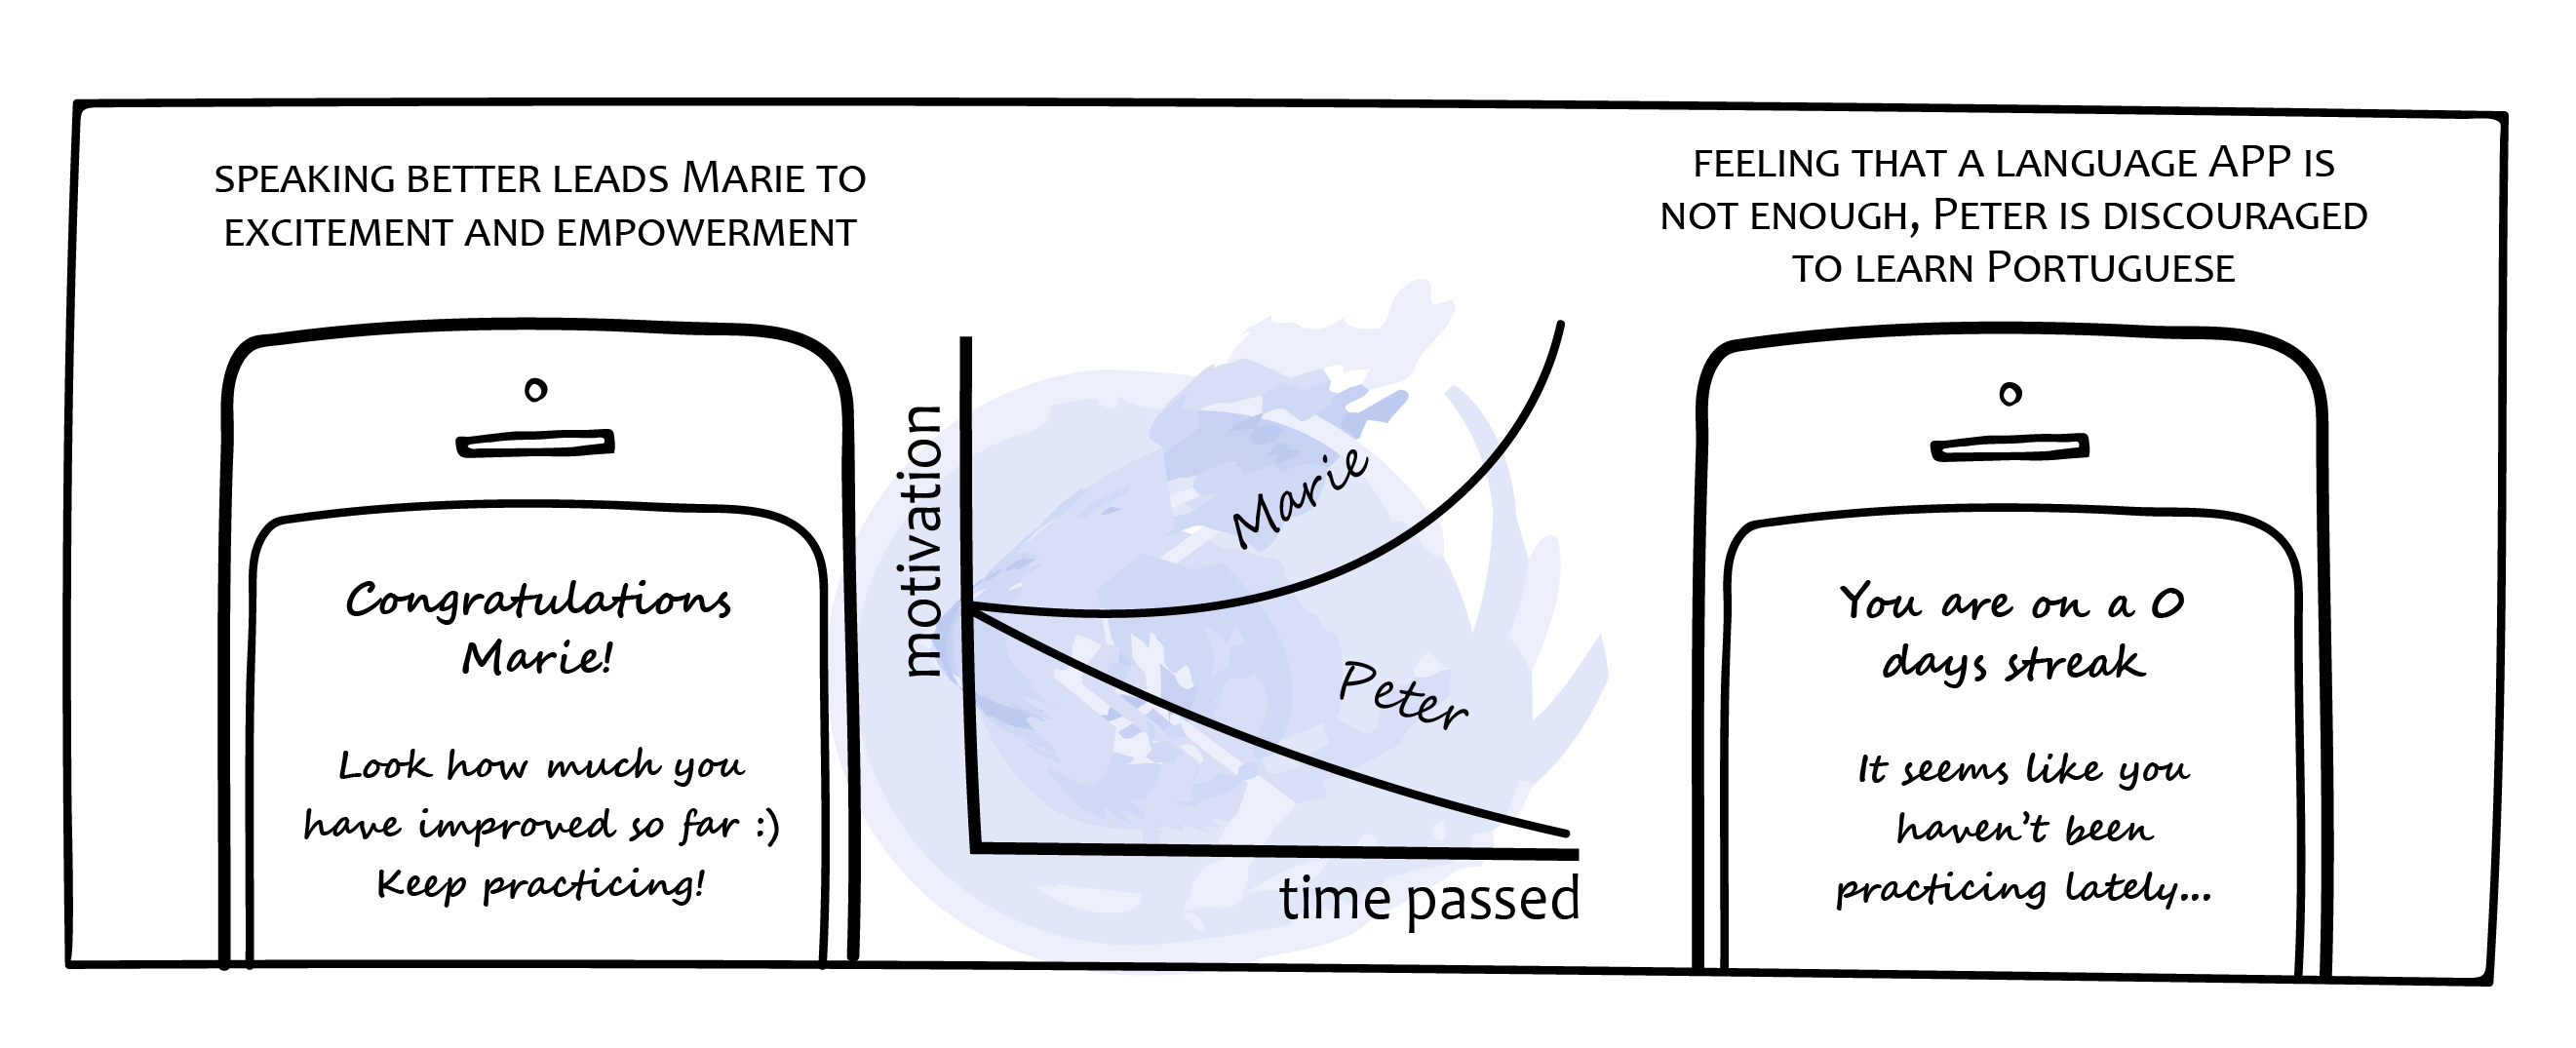 SPEAKING BETTER LEADS MARIE TO
EXCITEMENT AND EMPOWERMENT
Congratulations
Marie!
Look how much you
have improved so far :)
Keep practicing!
motivation
Marie
Peter
time passed
FEELING THAT A LANGUAGE APP IS
NOT ENOUGH, PETER IS DISCOURAGED
TO LEARN PORTUGUESE
You are on a 0
days streak
It seems like you
haven't been
practicing lately...